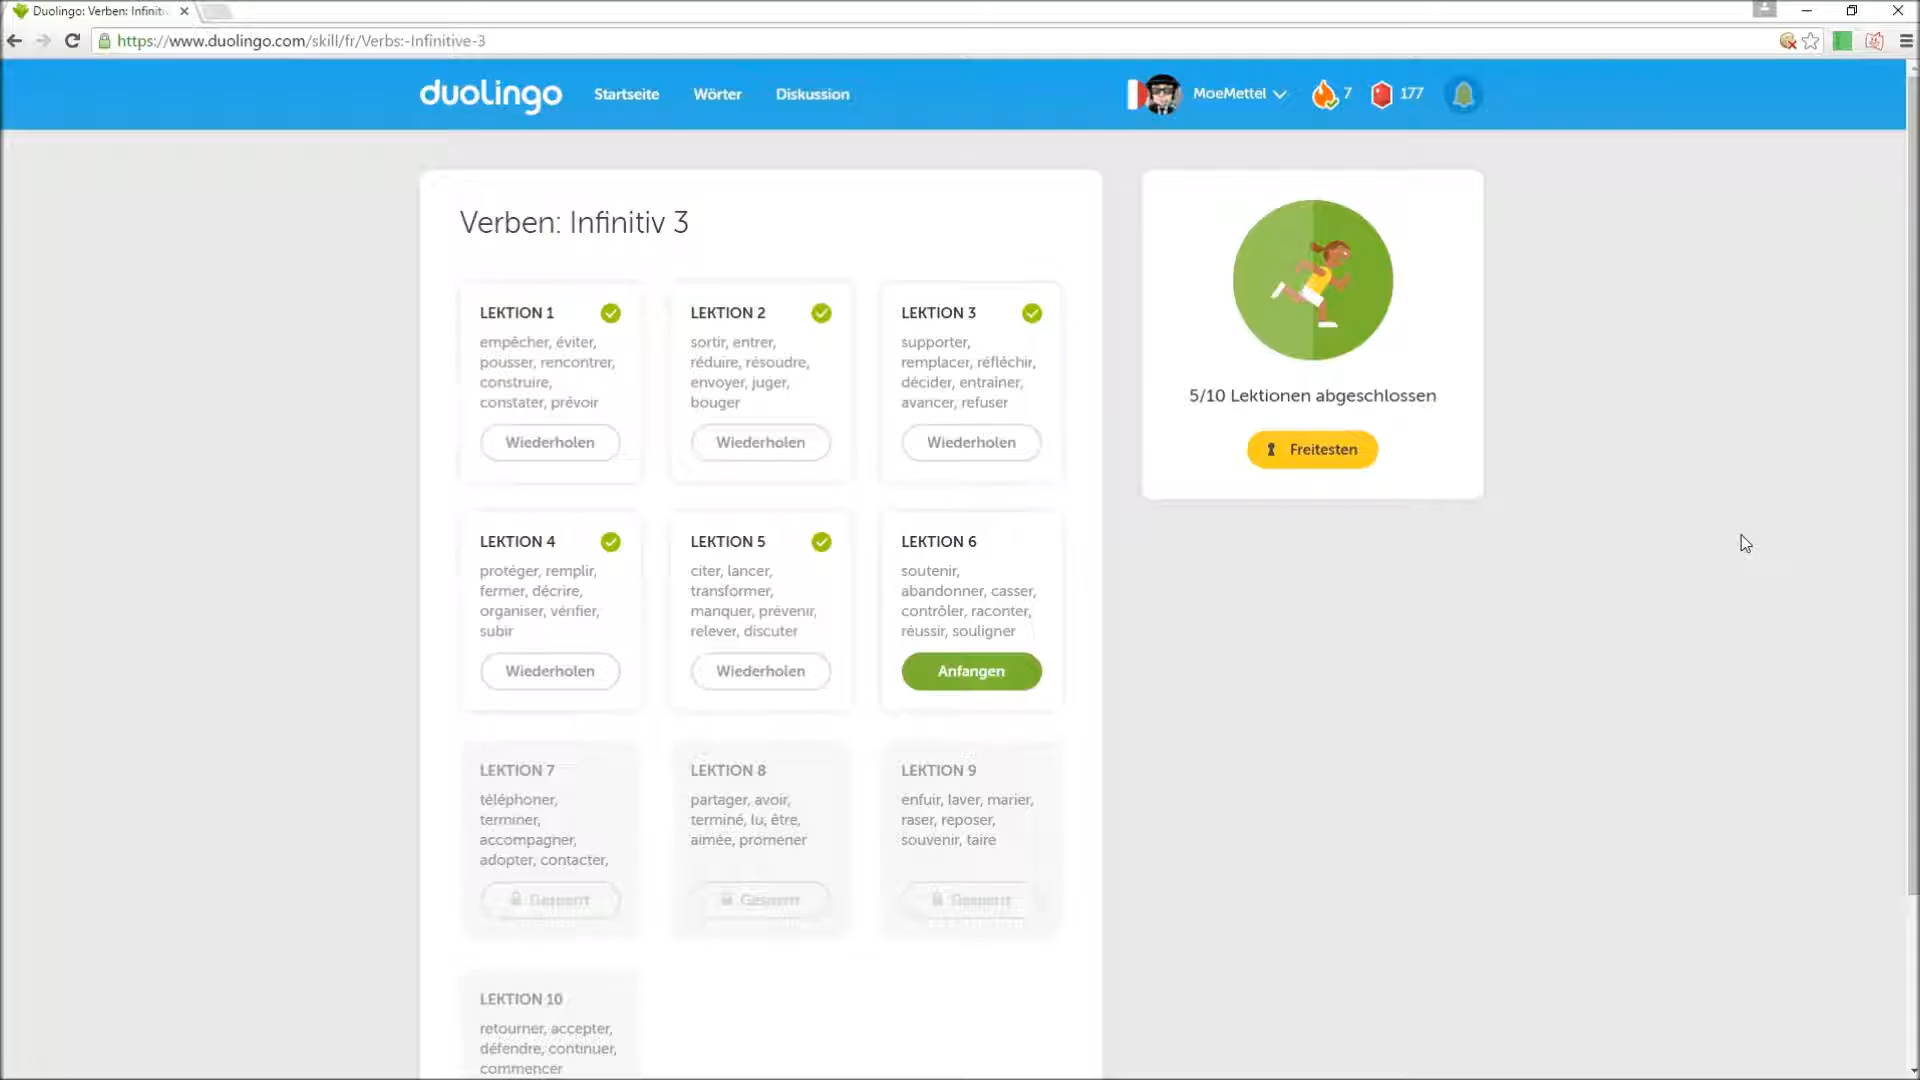 Duolingo: Verben: Infiniti
https://www.duolingo.com/skill/fr/Verbs:-Infinitive-3
duolingo
Startseite
Wörter
Diskussion
MoeMettel
7
177
Verben: Infinitiv 3
LEKTION 1
empêcher, éviter,
pousser, rencontrer,
construire,
constater, prévoir
Wiederholen
LEKTION 2
sortir, entrer,
réduire, résoudre,
envoyer, juger,
bouger
Wiederholen
LEKTION 3
supporter,
remplacer, réfléchir,
décider, entraîner,
avancer, refuser
Wiederholen
5/10 Lektionen abgeschlossen
Freitesten
LEKTION 4
protéger, remplir,
fermer, décrire,
organiser, vérifier,
subir
Wiederholen
LEKTION 5
citer, lancer,
transformer,
manquer, prévenir,
relever, discuter
Wiederholen
LEKTION 6
soutenir,
abandonner, casser,
contrôler, raconter,
réussir, souligner
Anfangen
LEKTION 7
téléphoner,
terminer,
accompagner,
adopter, contacter,
Gesperrt
LEKTION 8
partager, avoir,
terminé, lu, être,
aimée, promener
Gesperrt
LEKTION 9
enfuir, laver, marier,
raser, reposer,
souvenir, taire
Gesperrt
LEKTION 10
retourner, accepter,
défendre, continuer,
commencer